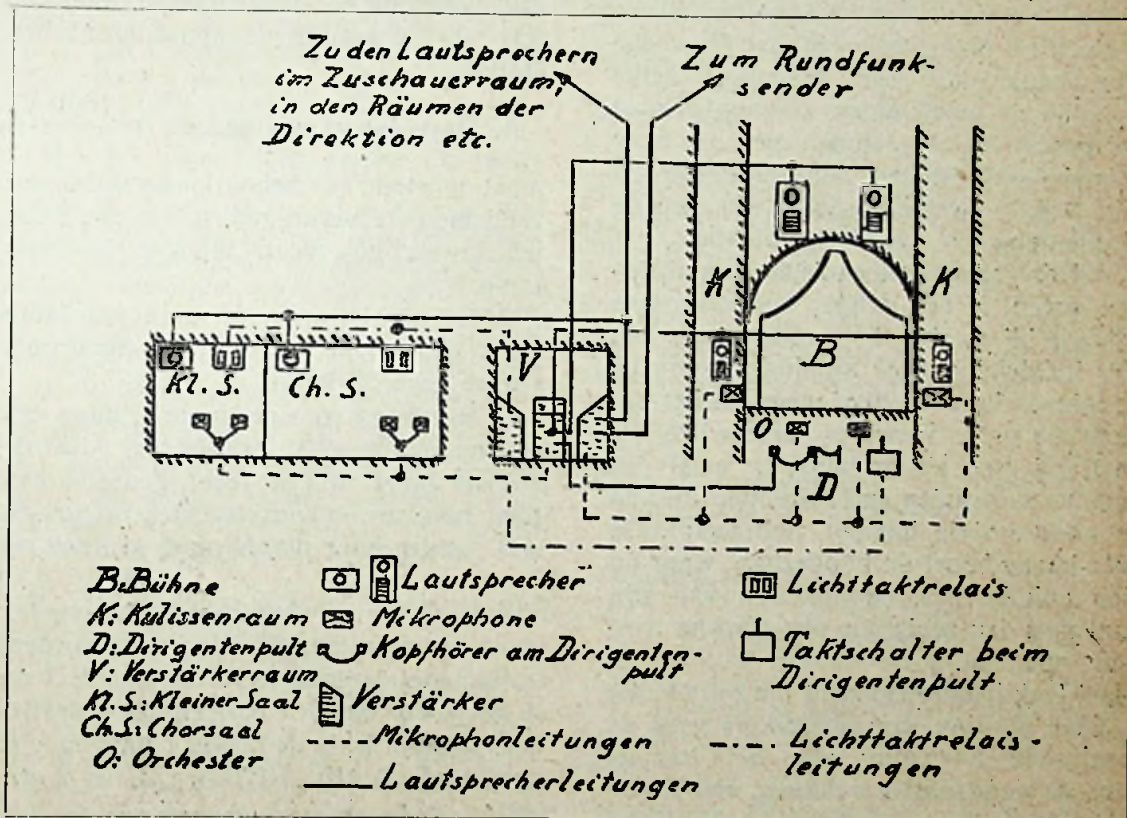 Zu den Lautsprechern
im Zuschauerraum,
in den Räumen der
Direktion etc.
Zum Rundfunk-
sender
K
K
B
V
Kl. S.
Ch. S.
O
D
B: Bühne
K: Kulissenraum
D: Dirigentenpult
V: Verstärkerraum
Kl. S.: Kleiner Saal
Ch. S.: Chorsaal
O: Orchester
Lautsprecher
Mikrophone
Kopfhörer am Dirigenten-
pult
Verstärker
Mikrophonleitungen
Lautsprecherleitungen
Lichttaktrelais
Taktschalter beim
Dirigentenpult
Lichttaktrelais-
leitungen